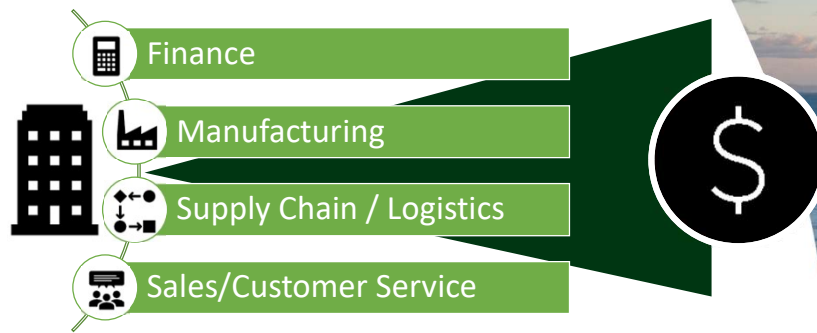 Finance
Manufacturing
Supply Chain / Logistics
Sales/Customer Service
$